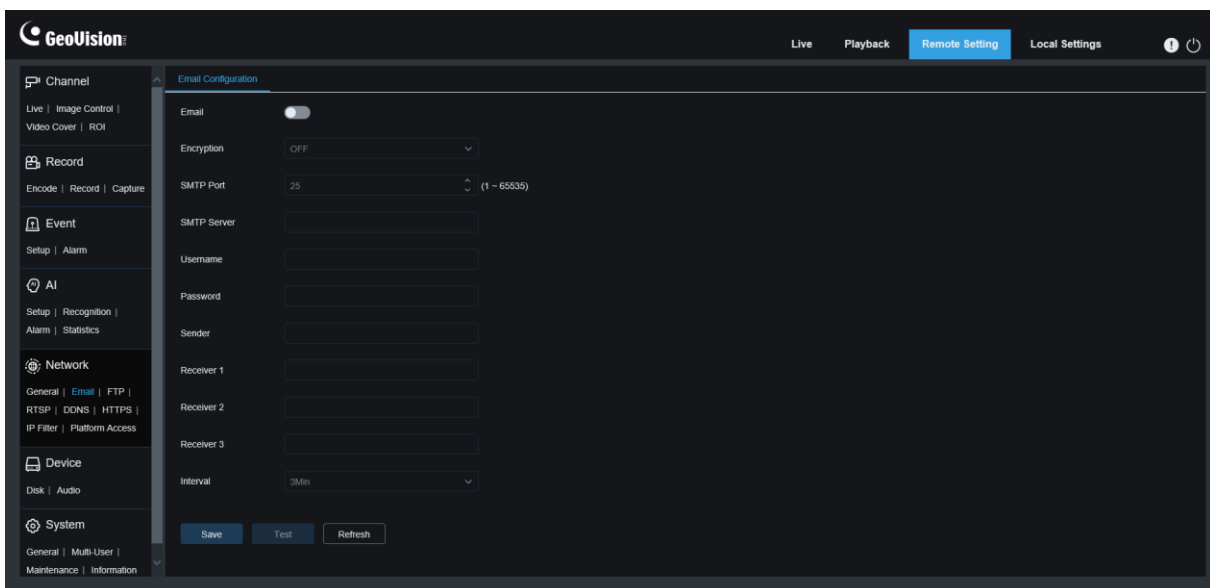 GeoVision
Live Playback Remote Setting Local Settings
Channel
Live | Image Control |
Video Cover | ROI
Record
Encode | Record | Capture
Event
Setup | Alarm
AI
Setup | Recognition |
Alarm | Statistics
Network
General | Email | FTP |
RTSP | DDNS | HTTPS |
IP Filter | Platform Access
Device
Disk | Audio
System
General | Multi-User |
Maintenance | Information
Email Configuration
Email
Encryption OFF
SMTP Port 25 (1 ~ 65535)
SMTP Server
Username
Password
Sender
Receiver 1
Receiver 2
Receiver 3
Interval 3Min
Save Test Refresh